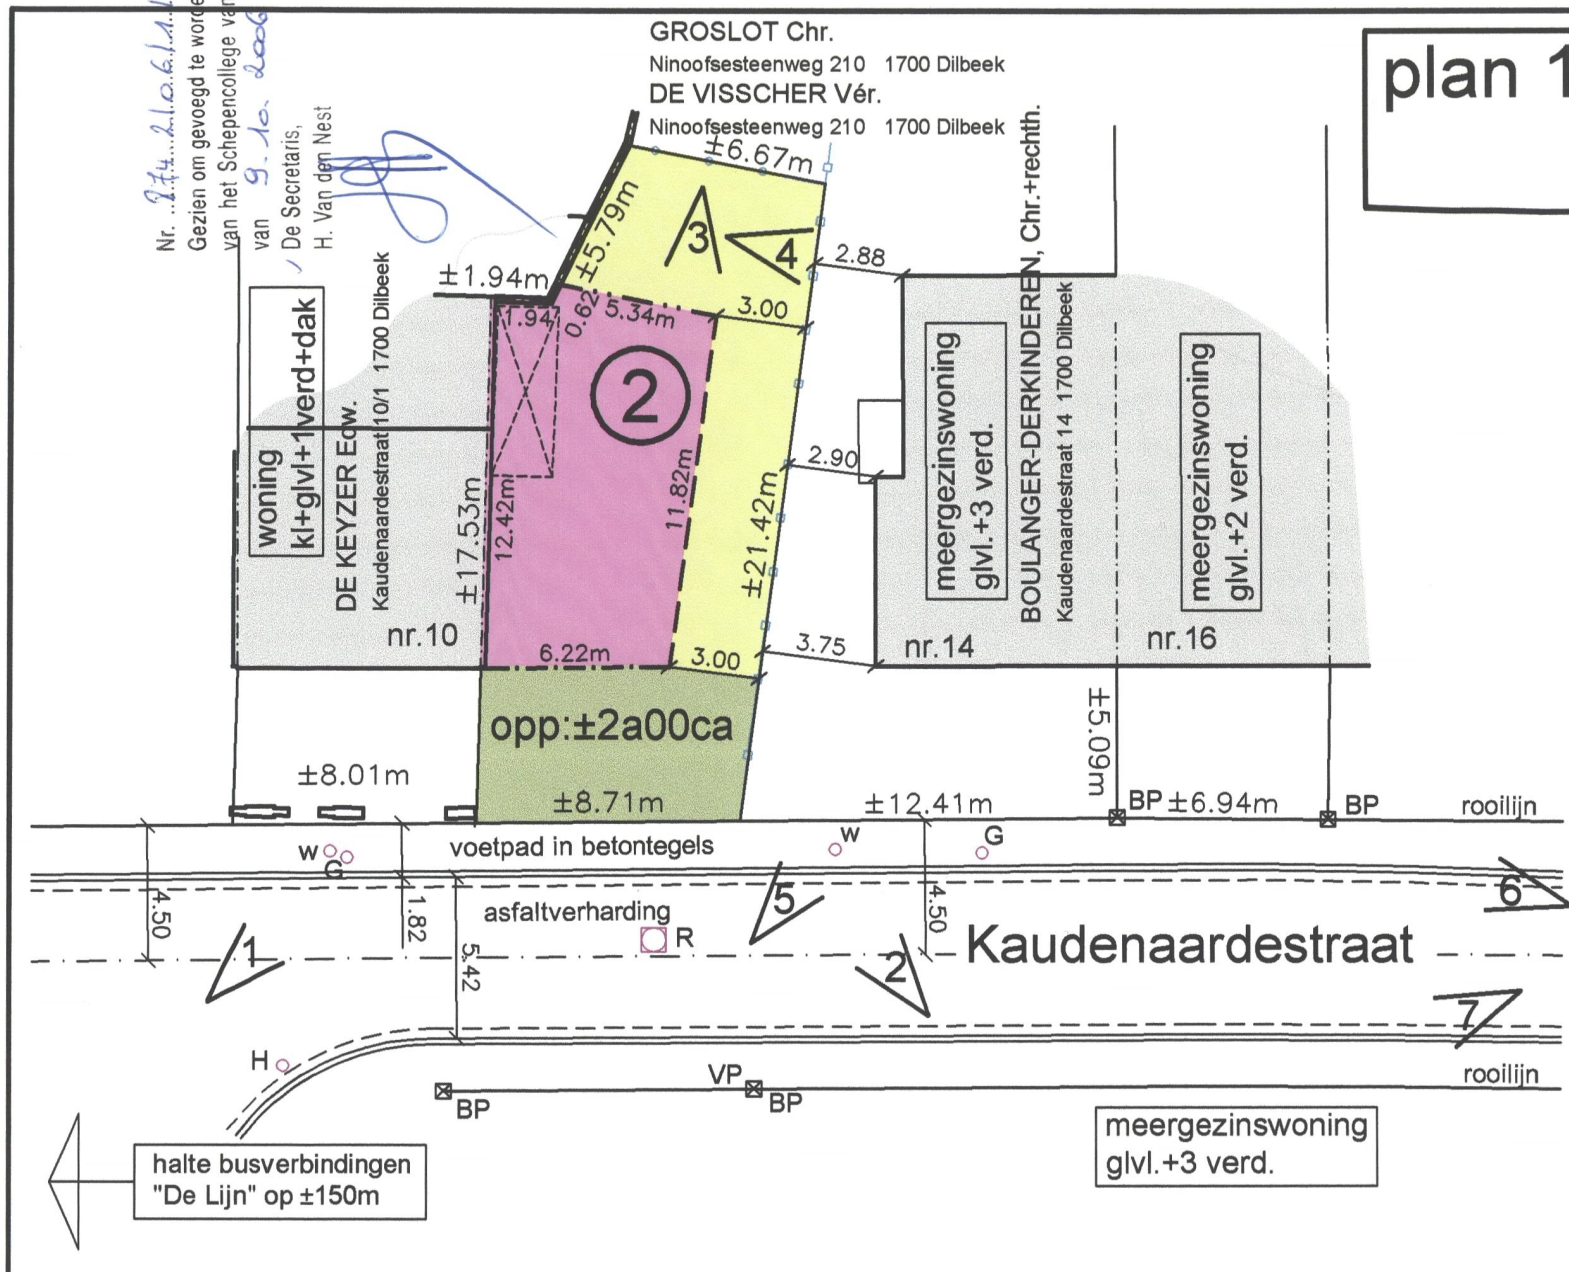 Nr.
Gezien om gevoegd te worde
van het Schepencollege van
van 9-10-2006
De Secretaris,
H. Van den Nest
GROSLOT Chr.
Ninoofsesteenweg 210 1700 Dilbeek
DE VISSCHER Vér.
Ninoofsesteenweg 210 1700 Dilbeek
plan 1
±6.67m
±5.79m
3
4
2.88
±1.94m
1.94
0.62
5.34m
3.00
2
woning
kl+glvl+1verd+dak
DE KEYZER Edw.
Kaudenaardestraat 10/1 1700 Dilbeek
nr.10
±17.53m
12.42m
11.82m
±21.42m
2.90
meergezinswoning
glvl.+3 verd.
BOULANGER-DERKINDEREN, Chr.+rechth.
Kaudenaardestraat 14 1700 Dilbeek
meergezinswoning
glvl.+2 verd.
6.22m
3.00
3.75
nr.14
nr.16
opp:±2a00ca
±5.09m
±8.01m
±8.71m
±12.41m
BP
±6.94m
BP
rooilijn
w
G
voetpad in betontegels
w
G
4.50
1.82
5.42
asfaltverharding
R
5
4.50
6
1
2
Kaudenaardestraat
7
H
VP
BP
BP
rooilijn
halte busverbindingen
"De Lijn" op ±150m
meergezinswoning
glvl.+3 verd.